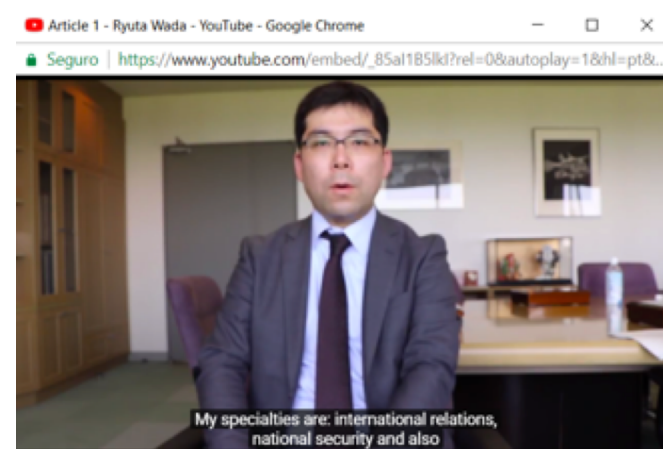 Article 1 - Ryuta Wada - YouTube - Google Chrome
Seguro | https://www.youtube.com/embed/_85aI1B5lkI?rel=0&autoplay=1&hl=pt&...
My specialties are: international relations,
national security and also